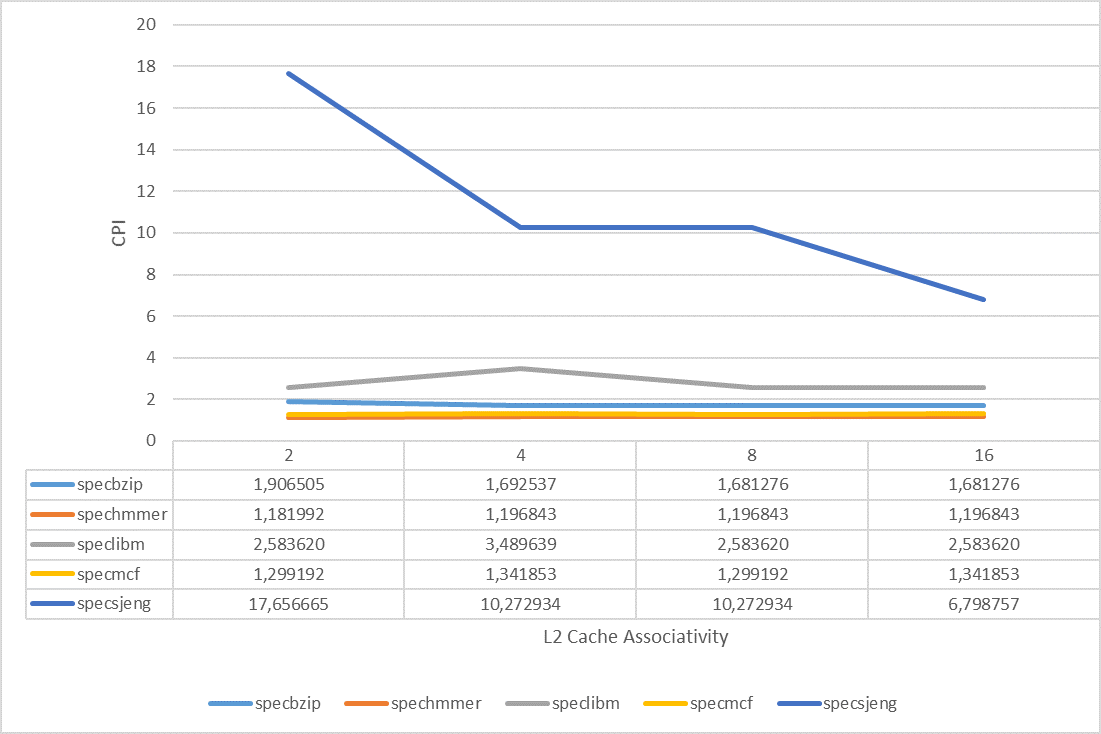 20
18
16
14
12
10
8
6
4
2
0
CPI
2 4 8 16
specbzip 1,906505 1,692537 1,681276 1,681276
spechmmer 1,181992 1,196843 1,196843 1,196843
speclibm 2,583620 3,489639 2,583620 2,583620
specmcf 1,299192 1,341853 1,299192 1,341853
specsjeng 17,656665 10,272934 10,272934 6,798757
L2 Cache Associativity
specbzip spechmmer speclibm specmcf specsjeng